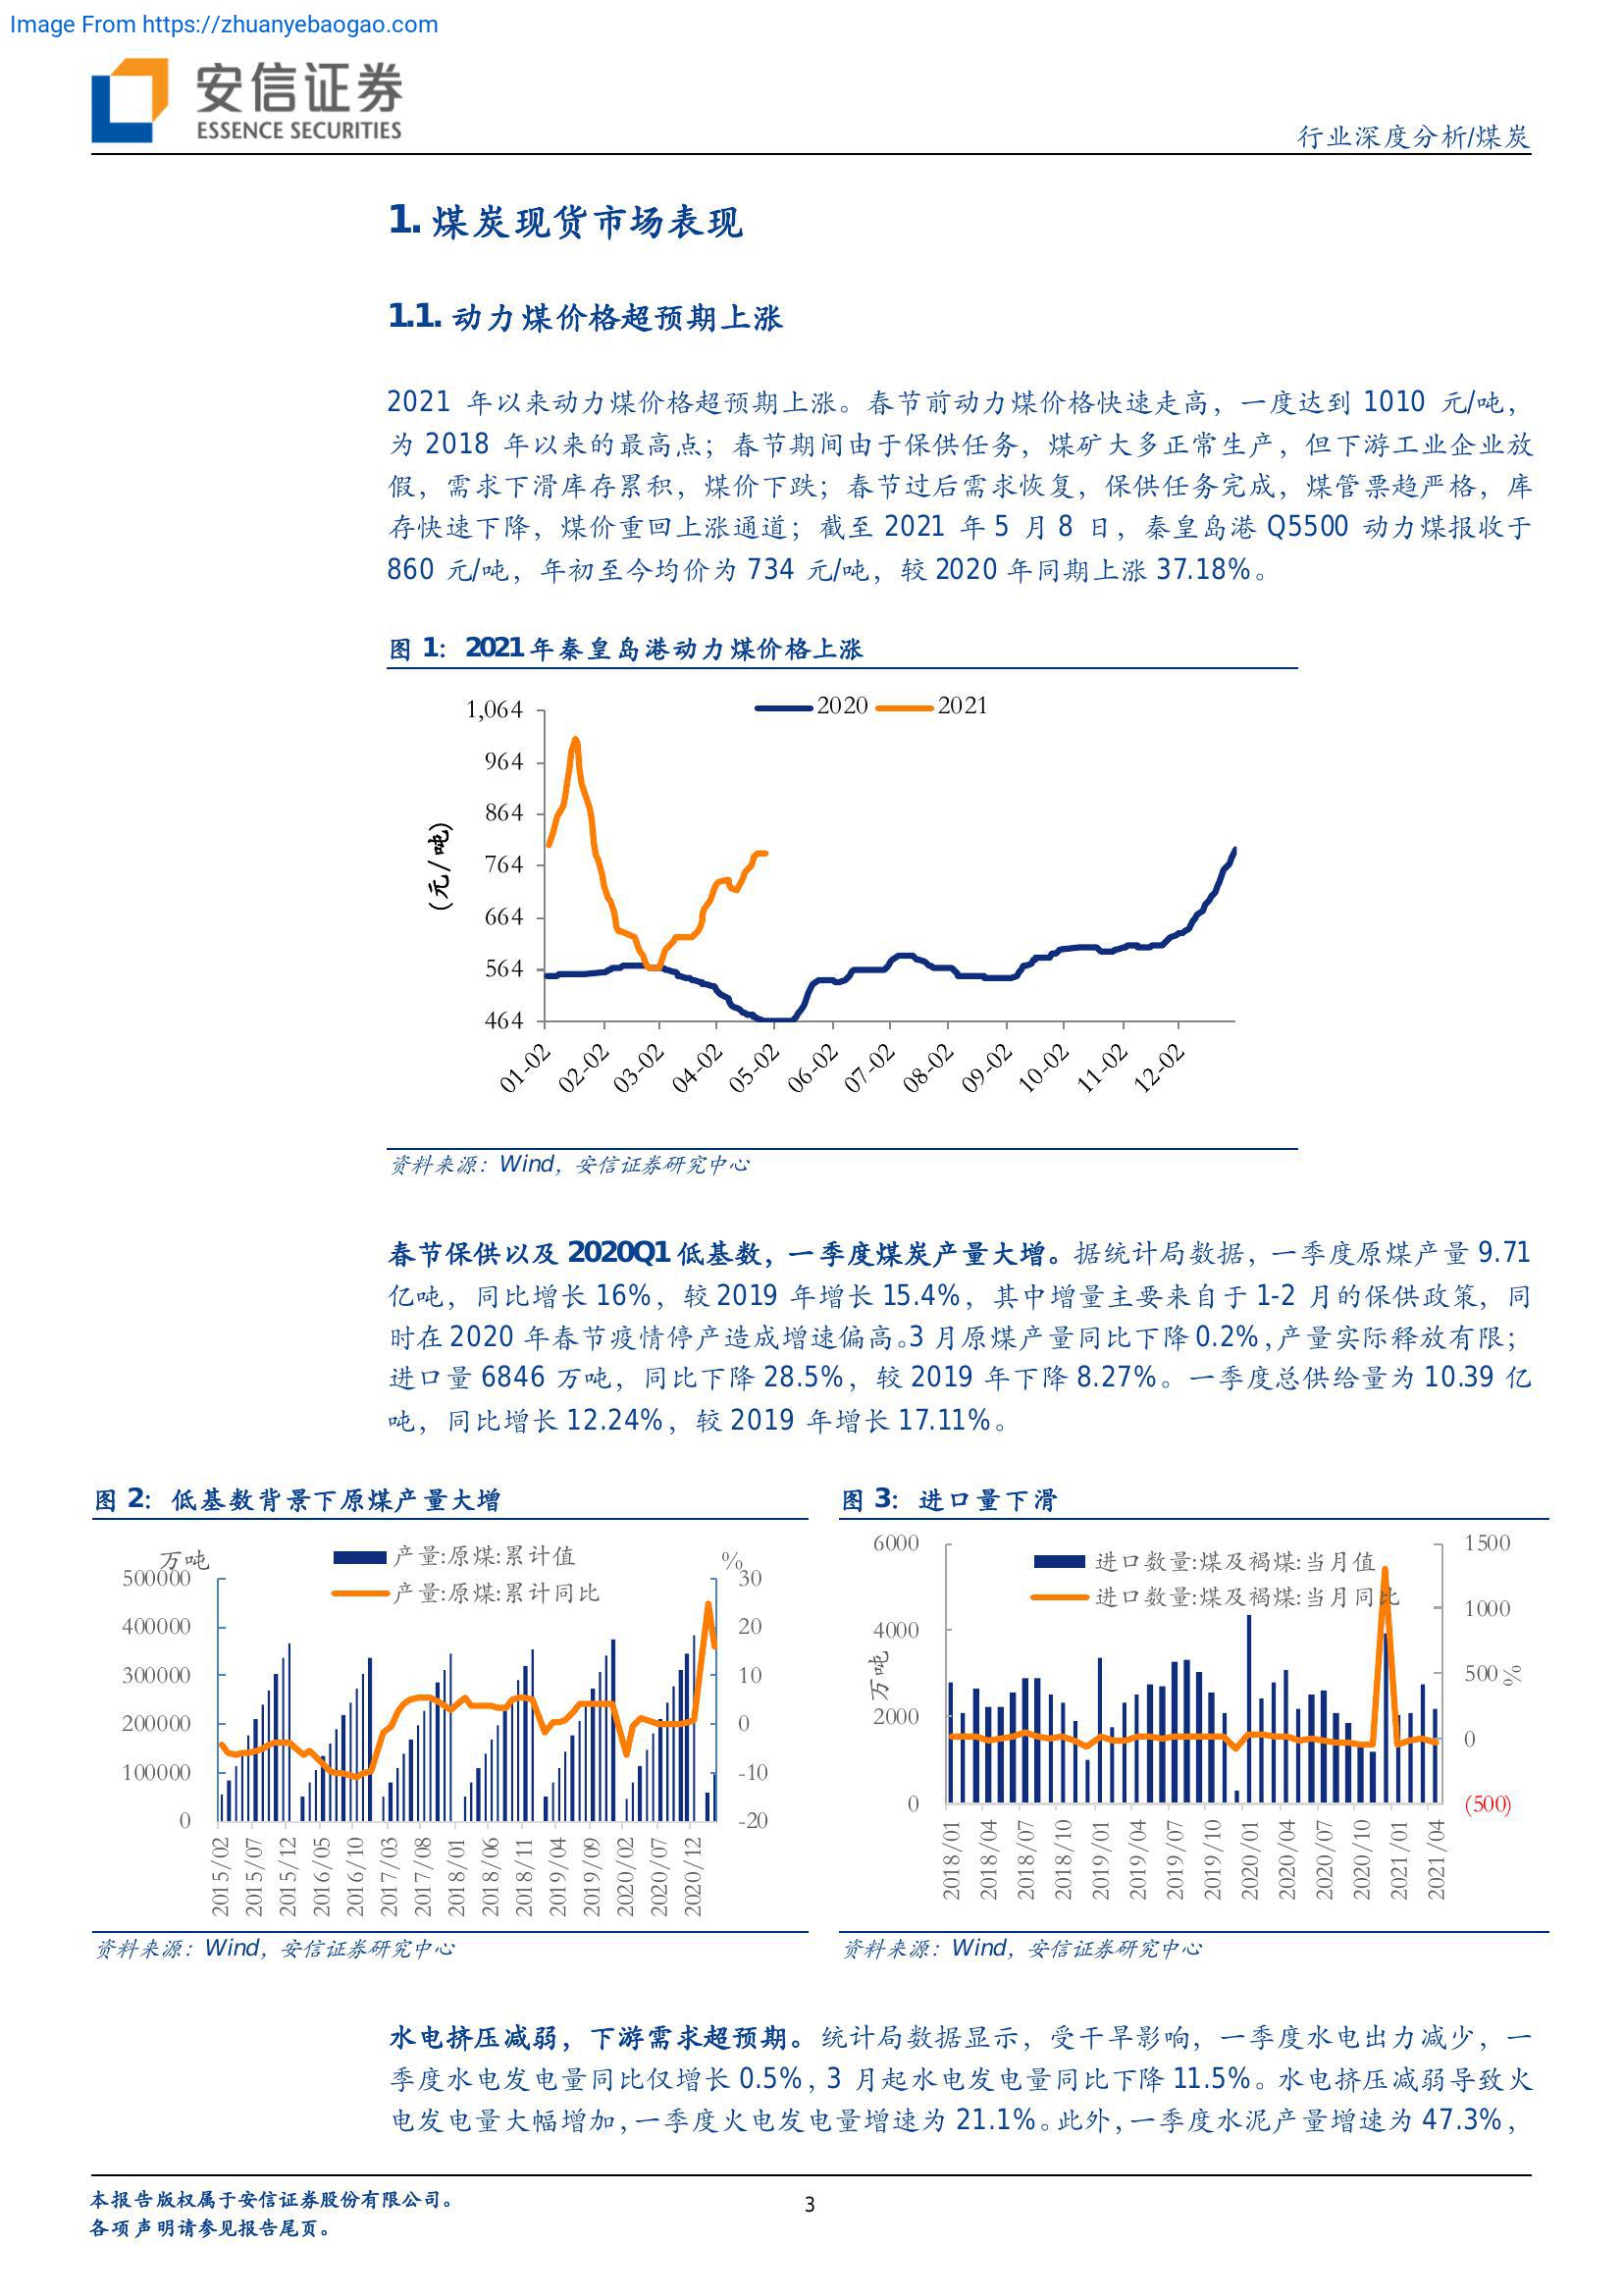 Image From https://zhuanyebaogao.com
安信证券
ESSENCE SECURITIES
行业深度分析/煤炭
1. 煤炭现货市场表现
1.1. 动力煤价格超预期上涨
2021 年以来动力煤价格超预期上涨。春节前动力煤价格快速走高，一度达到 1010 元/吨，
为 2018 年以来的最高点；春节期间由于保供任务，煤矿大多正常生产，但下游工业企业放
假，需求下滑库存累积，煤价下跌；春节过后需求恢复，保供任务完成，煤管票趋严格，库
存快速下降，煤价重回上涨通道；截至 2021 年 5 月 8 日，秦皇岛港 Q5500 动力煤报收于
860 元/吨，年初至今均价为 734 元/吨，较 2020 年同期上涨 37.18%。
图 1：2021 年秦皇岛港动力煤价格上涨
2020 2021
(元/吨)
1,064
964
864
764
664
564
464
01-02 02-02 03-02 04-02 05-02 06-02 07-02 08-02 09-02 10-02 11-02 12-02
资料来源：Wind，安信证券研究中心
春节保供以及 2020Q1 低基数，一季度煤炭产量大增。据统计局数据，一季度原煤产量 9.71
亿吨，同比增长 16%，较 2019 年增长 15.4%，其中增量主要来自于 1-2 月的保供政策，同
时在 2020 年春节疫情停产造成增速偏高。3 月原煤产量同比下降 0.2%，产量实际释放有限；
进口量 6846 万吨，同比下降 28.5%，较 2019 年下降 8.27%。一季度总供给量为 10.39 亿
吨，同比增长 12.24%，较 2019 年增长 17.11%。
图 2：低基数背景下原煤产量大增
万吨
产量:原煤:累计值
产量:原煤:累计同比
%
500000
400000
300000
200000
100000
0
30
20
10
0
-10
-20
2015/02 2015/07 2015/12 2016/05 2016/10 2017/03 2017/08 2018/01 2018/06 2018/11 2019/04 2019/09 2020/02 2020/07 2020/12
资料来源：Wind，安信证券研究中心
图 3：进口量下滑
进口数量:煤及褐煤:当月值
进口数量:煤及褐煤:当月同比
万吨
6000
4000
2000
0
1500
1000
500
0
(500)
%
2018/01 2018/04 2018/07 2018/10 2019/01 2019/04 2019/07 2019/10 2020/01 2020/04 2020/07 2020/10 2021/01 2021/04
资料来源：Wind，安信证券研究中心
水电挤压减弱，下游需求超预期。统计局数据显示，受干旱影响，一季度水电出力减少，一
季度水电发电量同比仅增长 0.5%，3 月起水电发电量同比下降 11.5%。水电挤压减弱导致火
电发电量大幅增加，一季度火电发电量增速为 21.1%。此外，一季度水泥产量增速为 47.3%，
本报告版权属于安信证券股份有限公司。
各项声明请参见报告尾页。
3